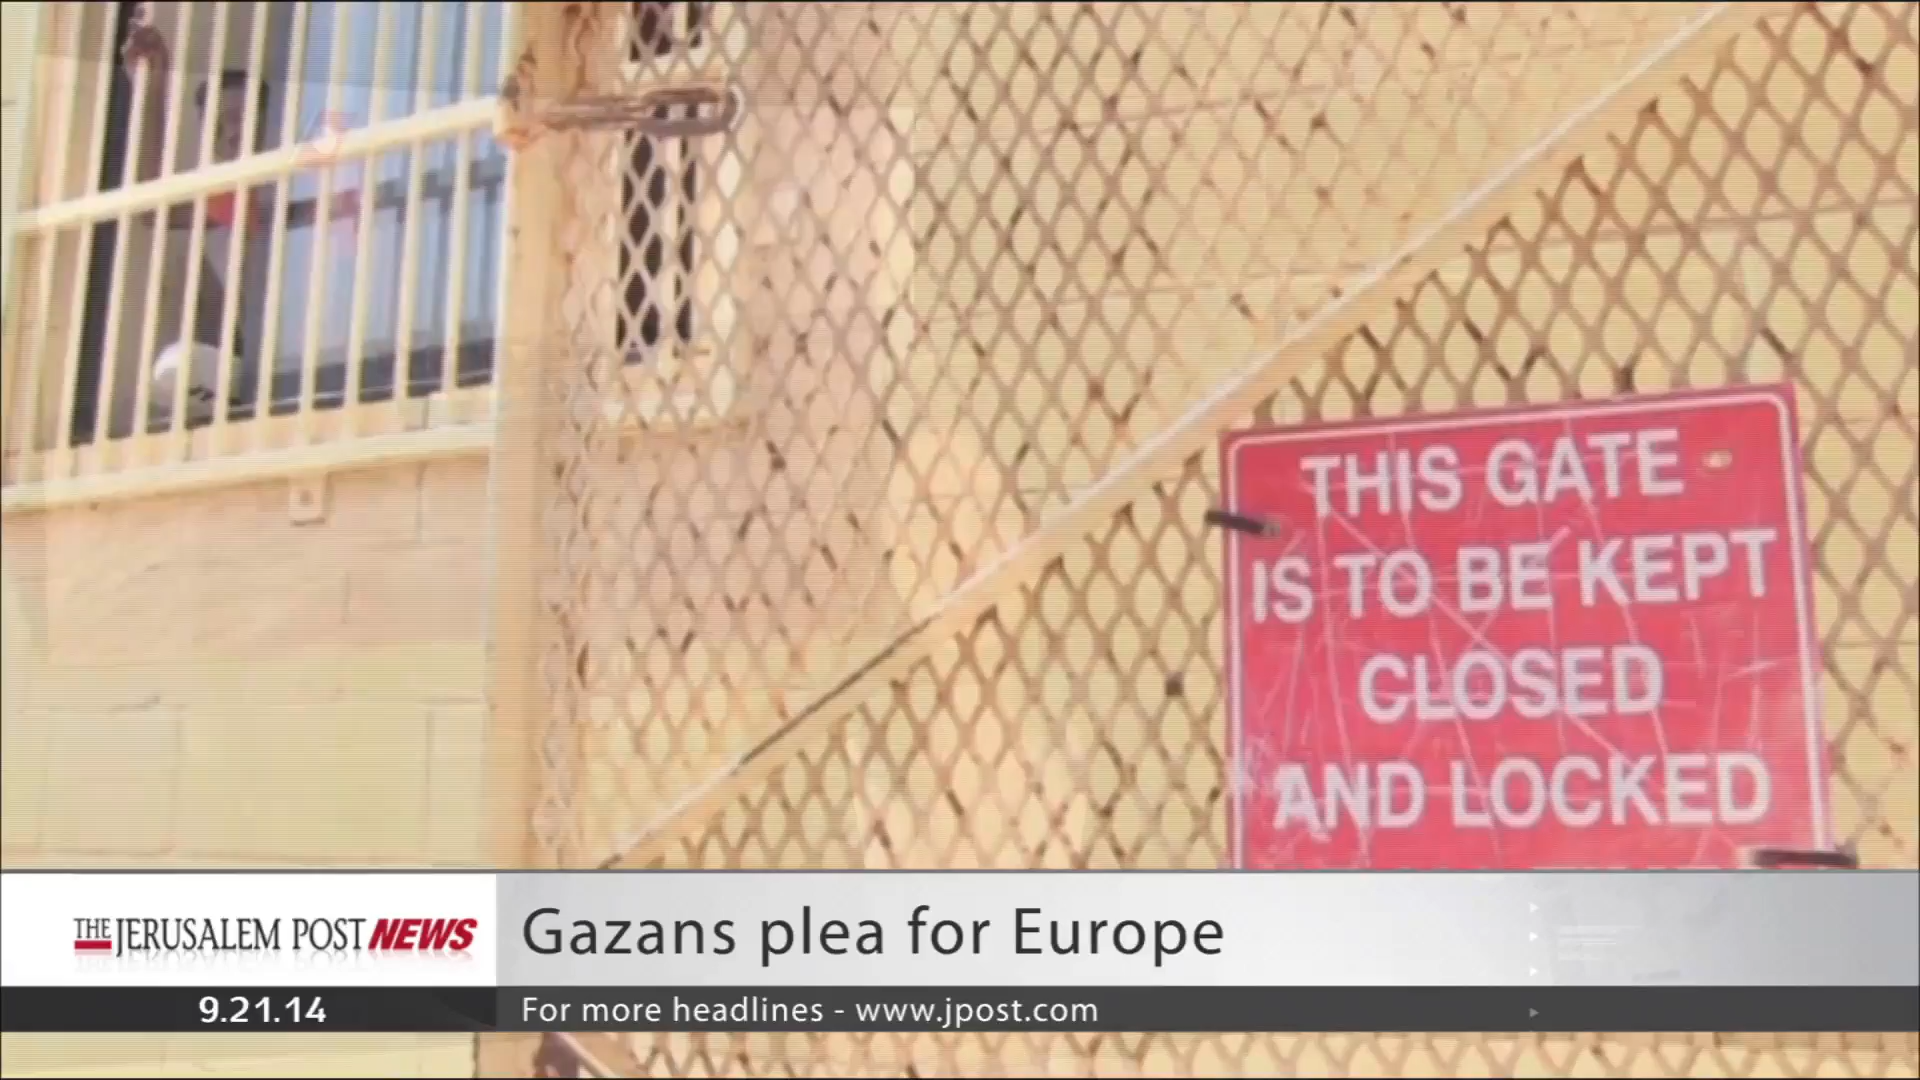 THIS GATE
IS TO BE KEPT
CLOSED
AND LOCKED
THE JERUSALEM POST NEWS
Gazans plea for Europe
9.21.14
For more headlines - www.jpost.com